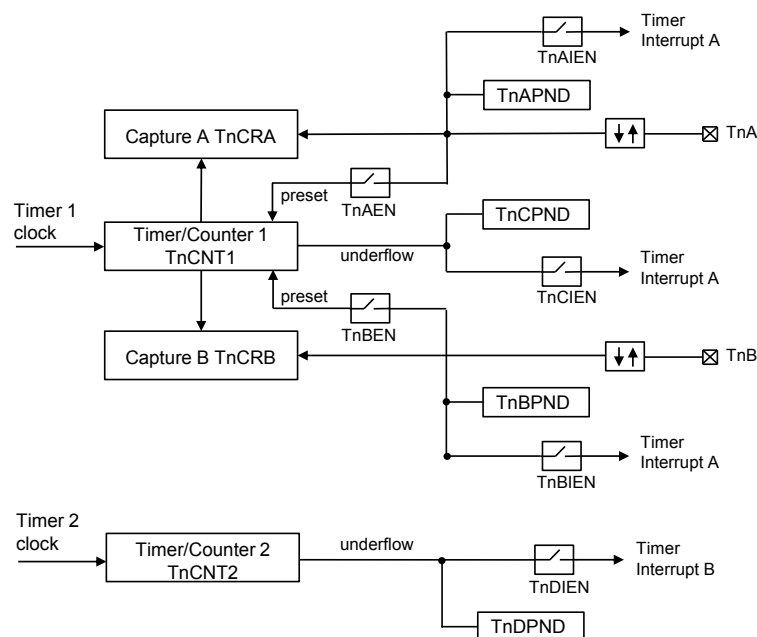 Timer
Interrupt A
TnAIEN
TnAPND
Capture A TnCRA
TnA
preset
TnAEN
TnCPND
Timer 1
clock
Timer/Counter 1
TnCNT1
underflow
Timer
Interrupt A
TnCIEN
preset
TnBEN
Capture B TnCRB
TnB
TnBPND
Timer
Interrupt A
TnBIEN
Timer 2
clock
Timer/Counter 2
TnCNT2
underflow
Timer
Interrupt B
TnDIEN
TnDPND